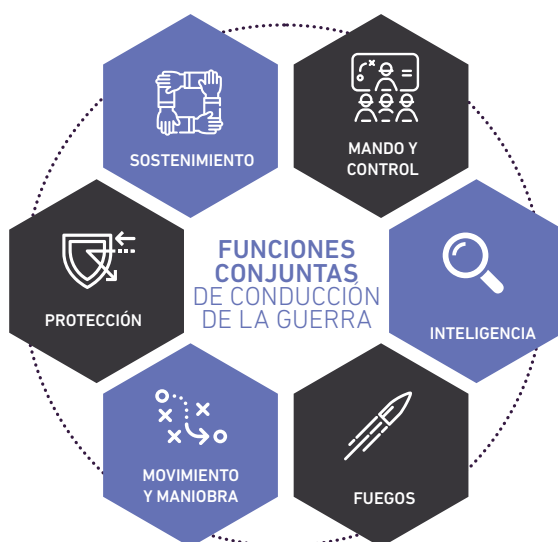 SOSTENIMIENTO
MANDO Y
CONTROL
PROTECCIÓN
FUNCIONES
CONJUNTAS
DE CONDUCCIÓN
DE LA GUERRA
INTELIGENCIA
MOVIMIENTO
Y MANIOBRA
FUEGOS